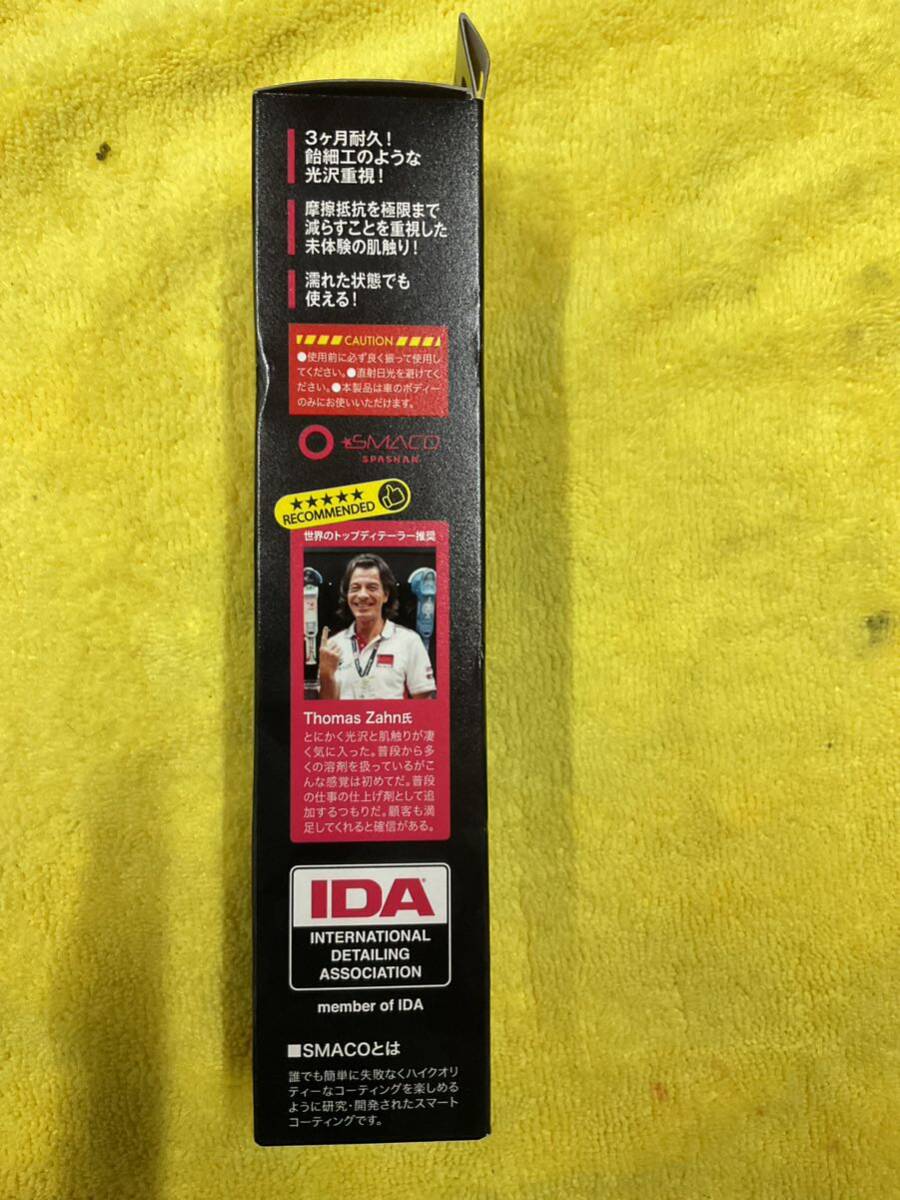 3ヶ月耐久！
飴細工のような
光沢重視！
摩擦抵抗を極限まで
減らすことを重視した
未体験の肌触り！
濡れた状態でも
使える！
CAUTION
●使用前に必ず良く振って使用し
てください。●直射日光を避けてく
ださい。●本製品は車のボディー
のみにお使いいただけます。
SMACO
SPASHAN
★★★★★
RECOMMENDED
世界のトップディテーラー推奨
Thomas Zahn氏
とにかく光沢と肌触りが凄
く気に入った。普段から多
くの溶剤を扱っているがこ
んな感覚は初めてだ。普段
の仕事の仕上げ剤として追
加するつもりだ。顧客も満
足してくれると確信がある。
IDA®
INTERNATIONAL
DETAILING
ASSOCIATION
member of IDA
■SMACOとは
誰でも簡単に失敗なくハイクオリ
ティーなコーティングを楽しめる
ように研究・開発されたスマート
コーティングです。